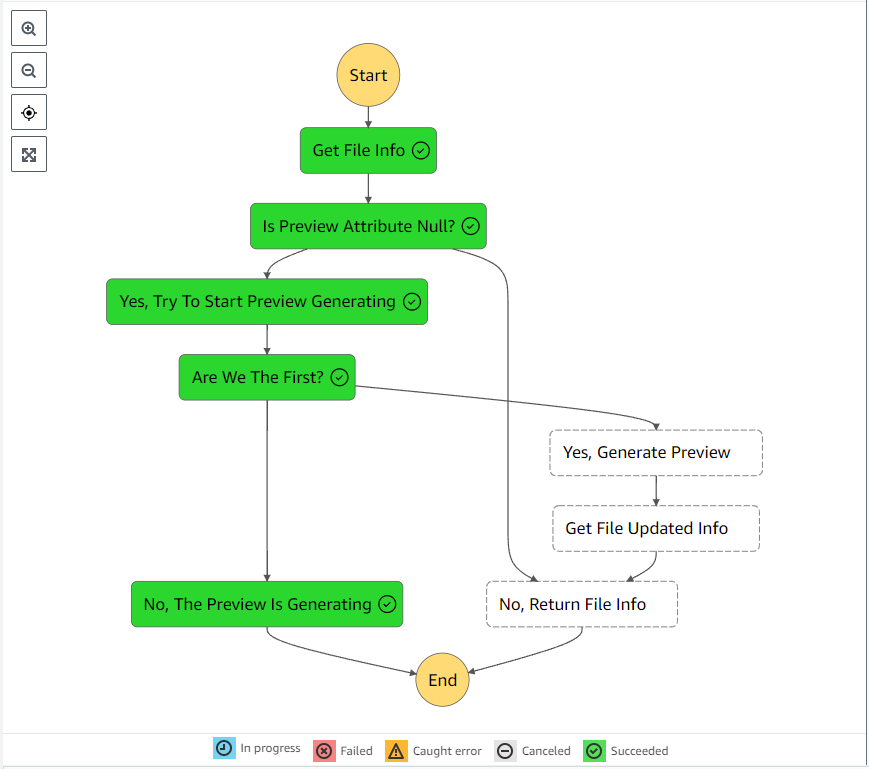 Start
Get File Info
Is Preview Attribute Null?
Yes, Try To Start Preview Generating
Are We The First?
Yes, Generate Preview
Get File Updated Info
No, The Preview Is Generating
No, Return File Info
End
In progress
Failed
Caught error
Canceled
Succeeded